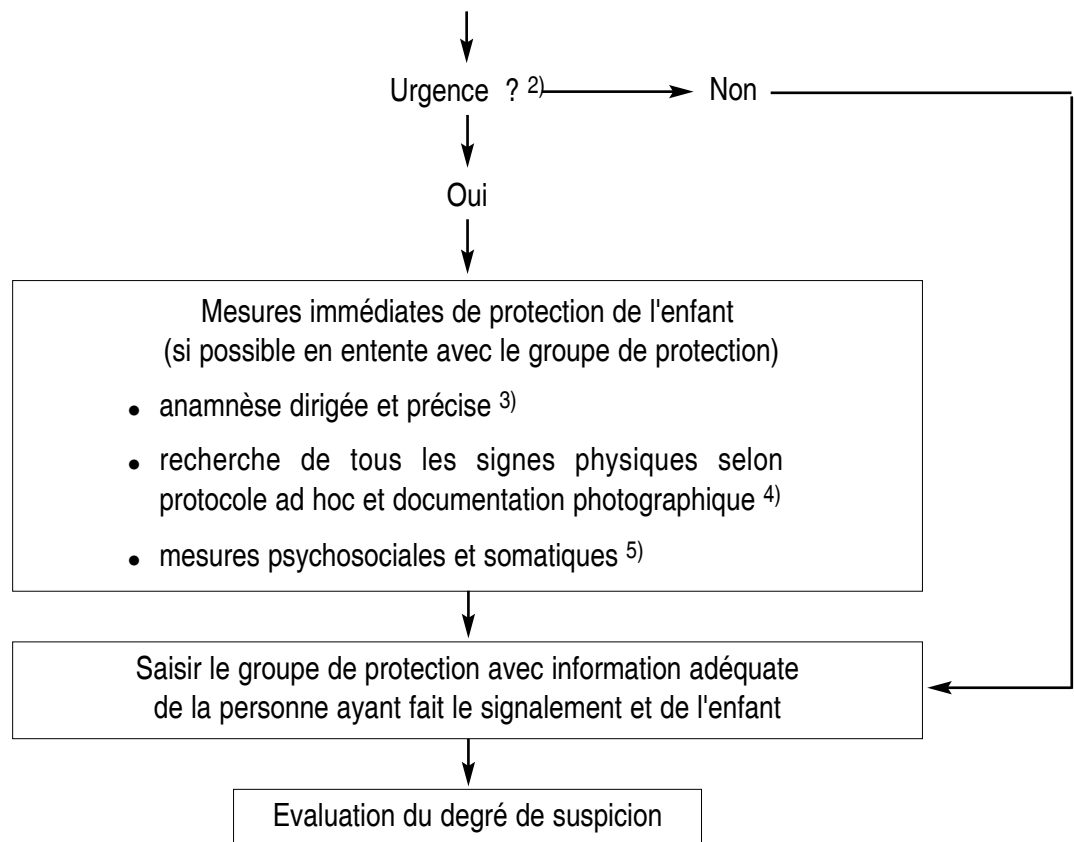 Urgence ? 2) Non
Oui
Mesures immédiates de protection de l'enfant
(si possible en entente avec le groupe de protection)
• anamnèse dirigée et précise 3)
• recherche de tous les signes physiques selon
protocole ad hoc et documentation photographique 4)
• mesures psychosociales et somatiques 5)
Saisir le groupe de protection avec information adéquate
de la personne ayant fait le signalement et de l'enfant
Evaluation du degré de suspicion